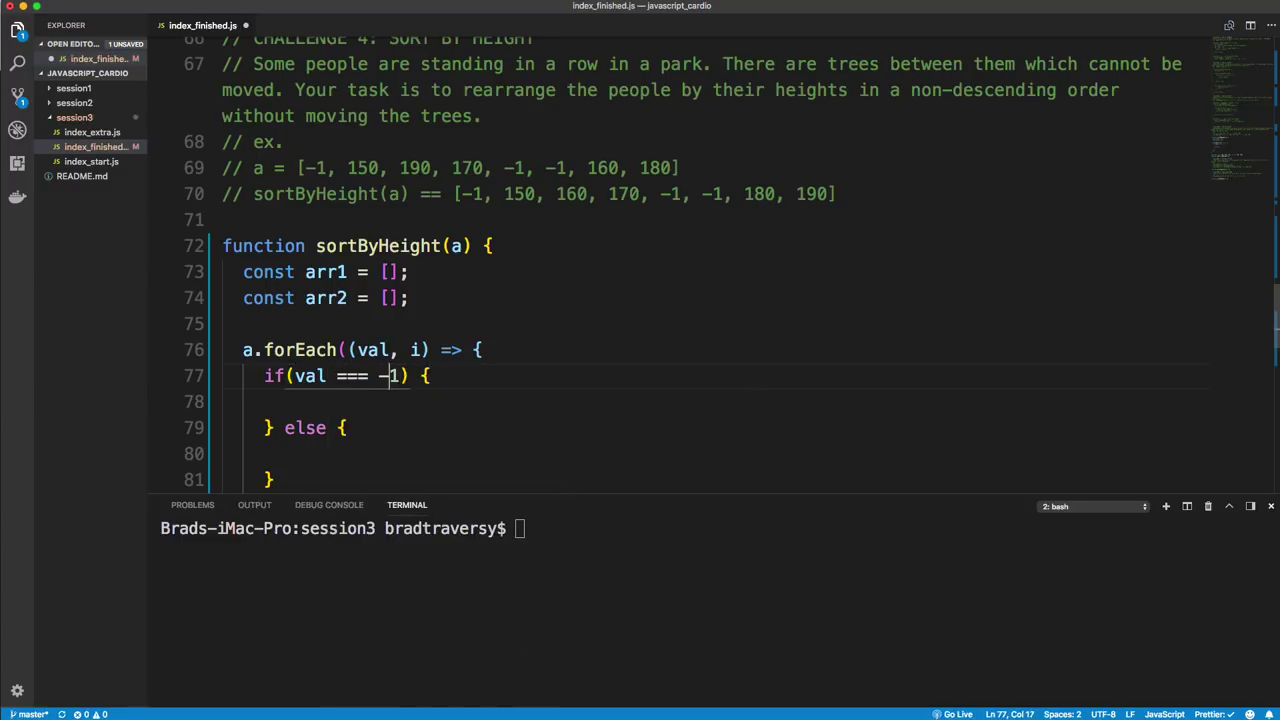 index_finished.js — javascript_cardio
EXPLORER
index_finished.js
OPEN EDITO... 1 UNSAVED
index_finishe.. M
JAVASCRIPT_CARDIO
session1
session2
session3
index_extra.js
index_finished... M
index_start.js
README.md
1
1
66 // CHALLENGE 4: SORT BY HEIGHT
67 // Some people are standing in a row in a park. There are trees between them which cannot be
moved. Your task is to rearrange the people by their heights in a non-descending order
without moving the trees.
68 // ex.
69 // a = [-1, 150, 190, 170, -1, -1, 160, 180]
70 // sortByHeight(a) == [-1, 150, 160, 170, -1, -1, 180, 190]
71
72 function sortByHeight(a) {
73 const arr1 = [];
74 const arr2 = [];
75
76 a.forEach((val, i) => {
77 if(val === -1) {
78
79 } else {
80
81 }
PROBLEMS OUTPUT DEBUG CONSOLE TERMINAL 2: bash
Brads-iMac-Pro:session3 bradtraversy$
master* 0 0 Go Live Ln 77, Col 17 Spaces: 2 UTF-8 LF JavaScript Prettier: ✓